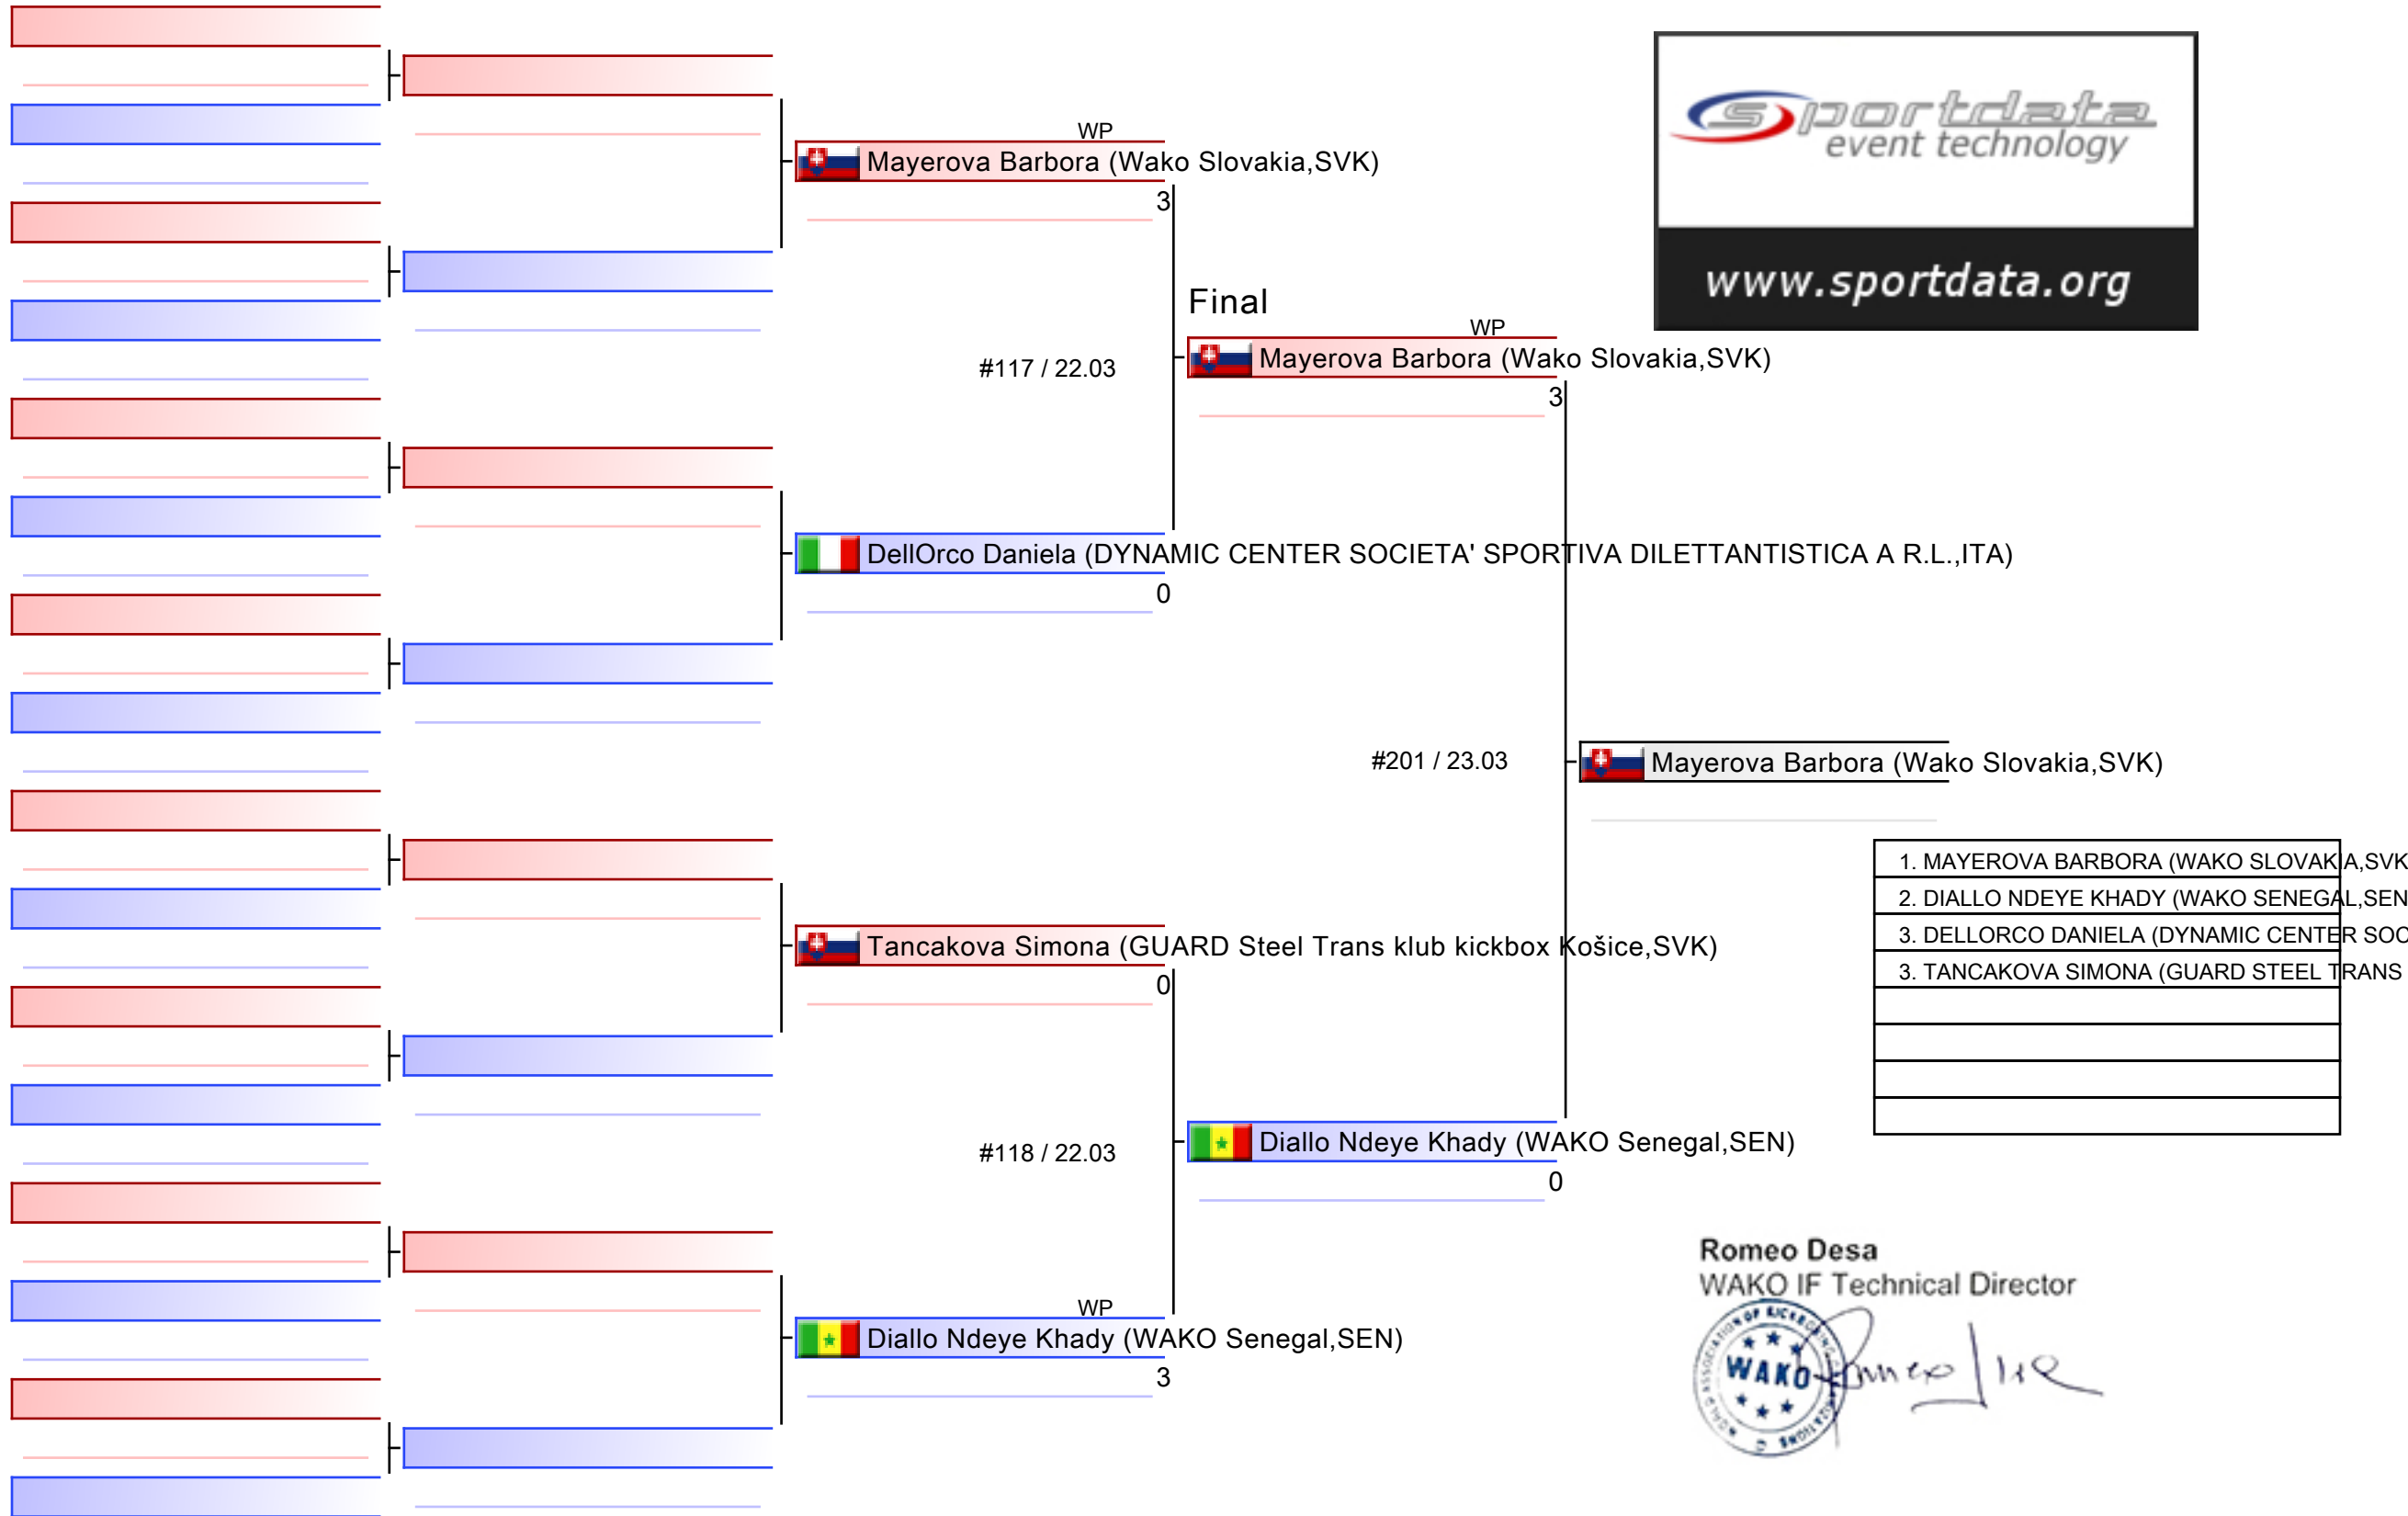 WP
Mayerova Barbora (Wako Slovakia,SVK)
3
#117 / 22.03
DellOrco Daniela (DYNAMIC CENTER SOCIETA' SPORTIVA DILETTANTISTICA A R.L.,ITA)
0
Tancakova Simona (GUARD Steel Trans klub kickbox Košice,SVK)
0
#118 / 22.03
WP
Diallo Ndeye Khady (WAKO Senegal,SEN)
3
Final
WP
Mayerova Barbora (Wako Slovakia,SVK)
3
#201 / 23.03
Diallo Ndeye Khady (WAKO Senegal,SEN)
0
Mayerova Barbora (Wako Slovakia,SVK)
sportdata
event technology
www.sportdata.org
1. MAYEROVA BARBORA (WAKO SLOVAKIA,SVK
2. DIALLO NDEYE KHADY (WAKO SENEGAL,SEN
3. DELLORCO DANIELA (DYNAMIC CENTER SOC
3. TANCAKOVA SIMONA (GUARD STEEL TRANS
Romeo Desa
WAKO IF Technical Director
WAKO